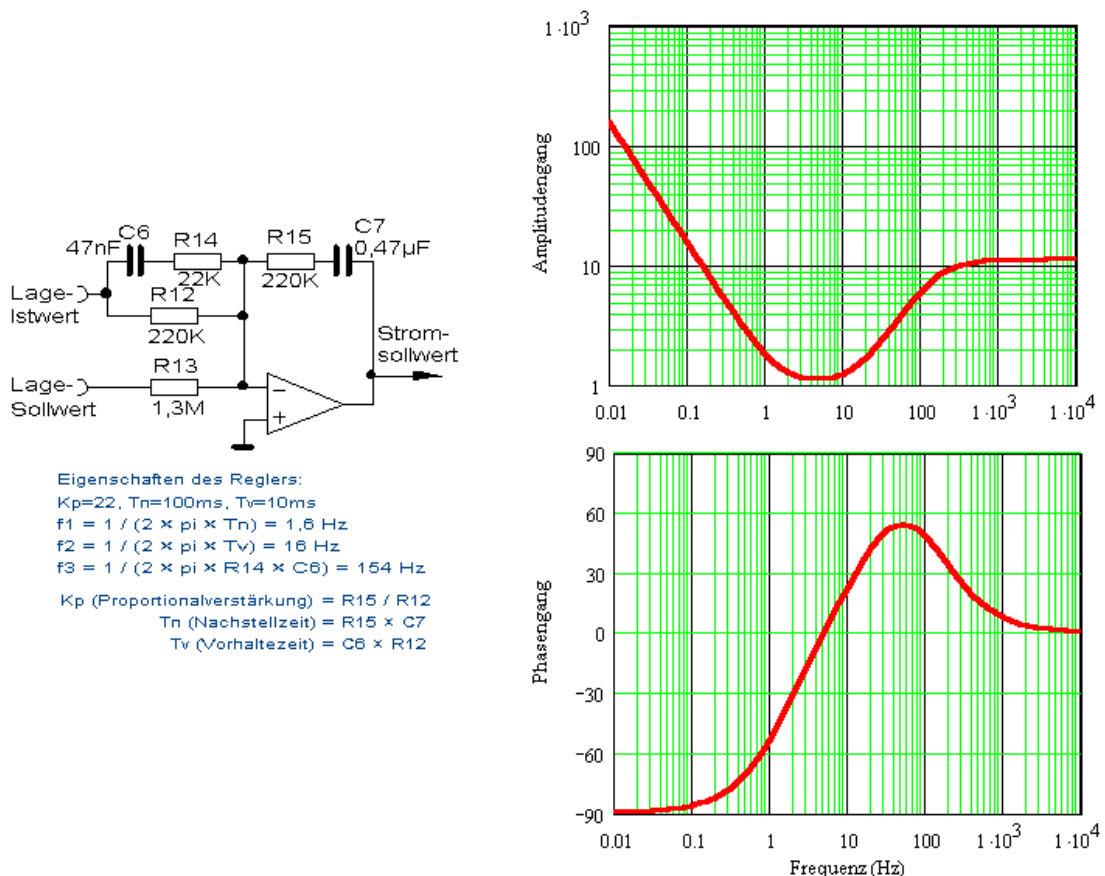 C6
47nF
R14
22K
R15
220K
C7
0,47µF
Lage-
Istwert
R12
220K
Lage-
Sollwert
R13
1,3M
−
+
Strom-
sollwert
Eigenschaften des Reglers:
Kp=22, Tn=100ms, Tv=10ms
f1 = 1 / (2 × pi × Tn) = 1,6 Hz
f2 = 1 / (2 × pi × Tv) = 16 Hz
f3 = 1 / (2 × pi × R14 × C6) = 154 Hz
Kp (Proportionalverstärkung) = R15 / R12
Tn (Nachstellzeit) = R15 × C7
Tv (Vorhaltezeit) = C6 × R12
Amplitudengang
1·10³
100
10
1
0.01 0.1 1 10 100 1·10³ 1·10⁴
Phasengang
90
60
30
0
−30
−60
−90
0.01 0.1 1 10 100 1·10³ 1·10⁴
Frequenz (Hz)